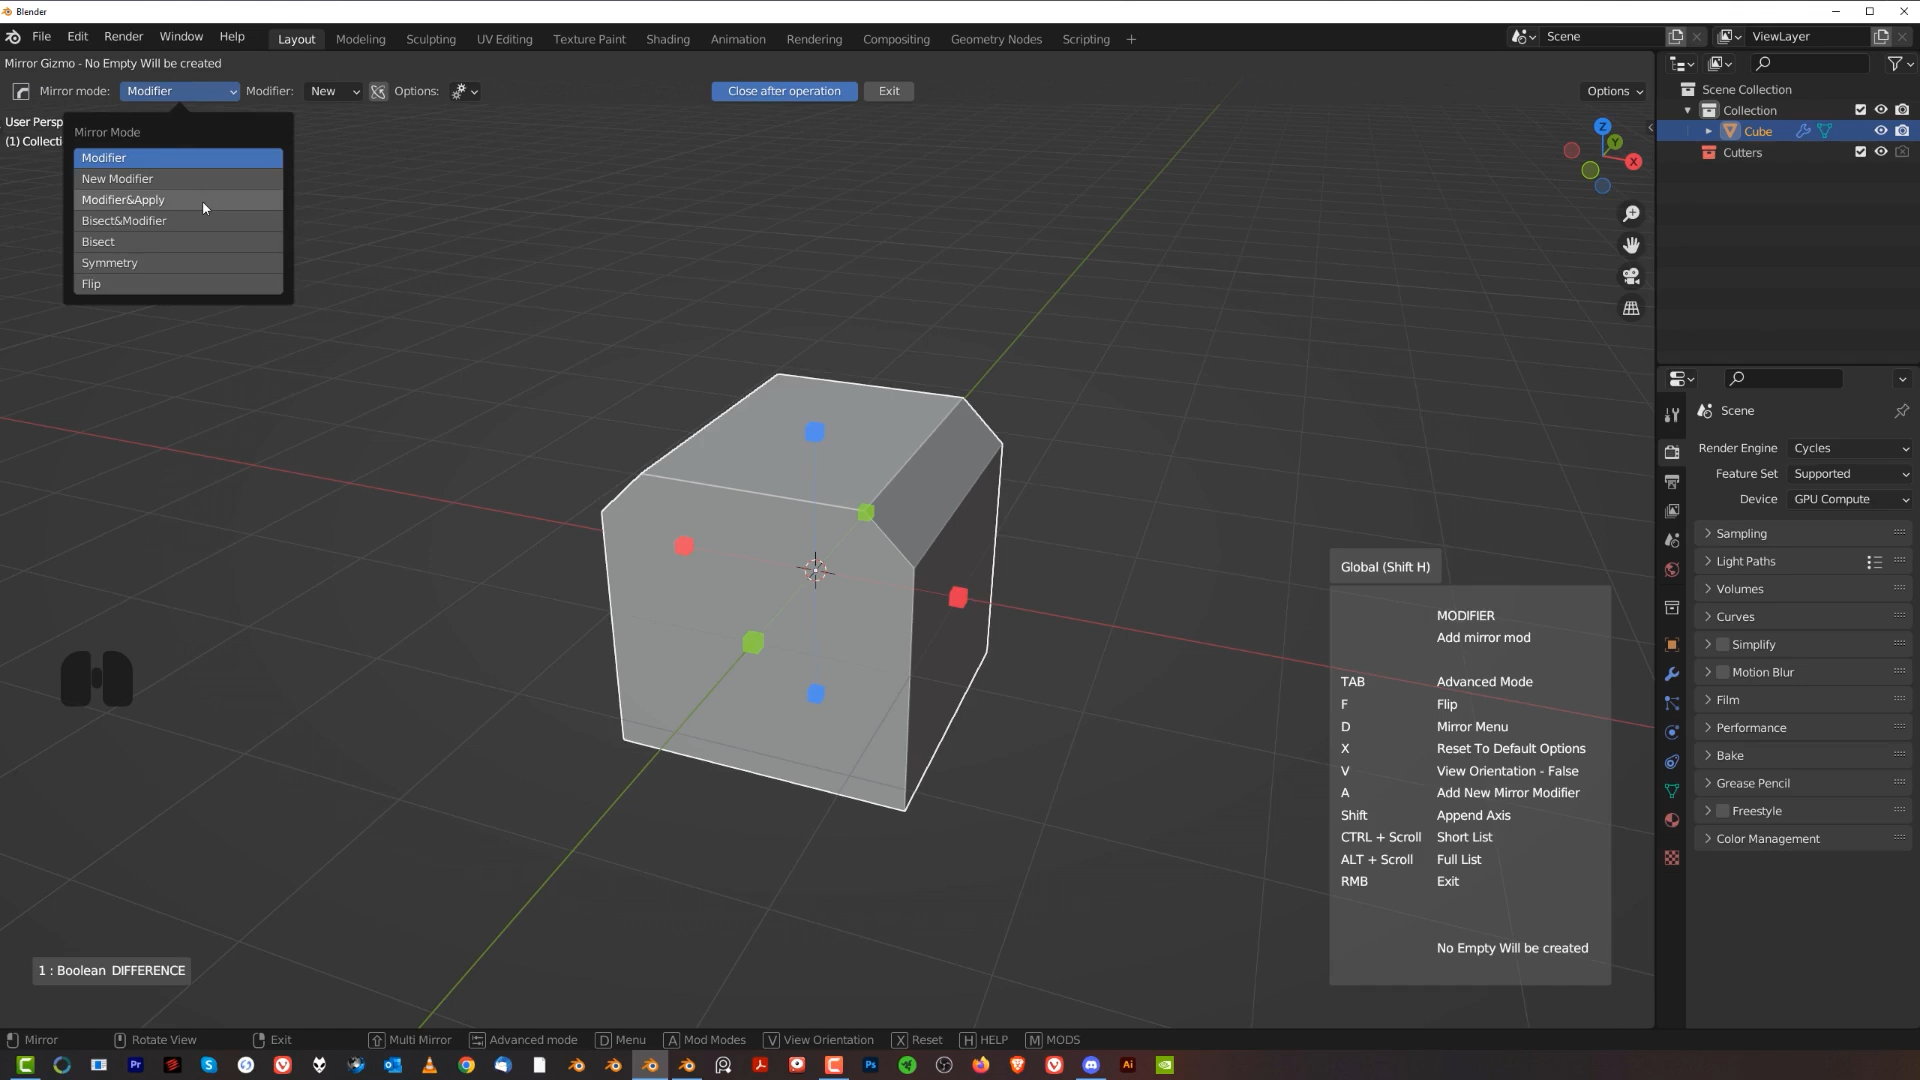 Blender
File Edit Render Window Help
Layout Modeling Sculpting UV Editing Texture Paint Shading Animation Rendering Compositing Geometry Nodes Scripting +
Scene
ViewLayer
Mirror Gizmo - No Empty Will be created
Mirror mode: Modifier Modifier: New Options:
Close after operation Exit
Options
User Persp
(1) Collecti
Mirror Mode
Modifier
New Modifier
Modifier&Apply
Bisect&Modifier
Bisect
Symmetry
Flip
Z
Y
X
Scene Collection
Collection
Cube
Cutters
Scene
Render Engine Cycles
Feature Set Supported
Device GPU Compute
Sampling
Light Paths
Volumes
Curves
Simplify
Motion Blur
Film
Performance
Bake
Grease Pencil
Freestyle
Color Management
Global (Shift H)
MODIFIER
Add mirror mod
TAB Advanced Mode
F Flip
D Mirror Menu
X Reset To Default Options
V View Orientation - False
A Add New Mirror Modifier
Shift Append Axis
CTRL + Scroll Short List
ALT + Scroll Full List
RMB Exit
No Empty Will be created
1 : Boolean DIFFERENCE
Mirror Rotate View Exit Multi Mirror Advanced mode D Menu A Mod Modes V View Orientation X Reset H HELP M MODS
Pr
Ps
Ai